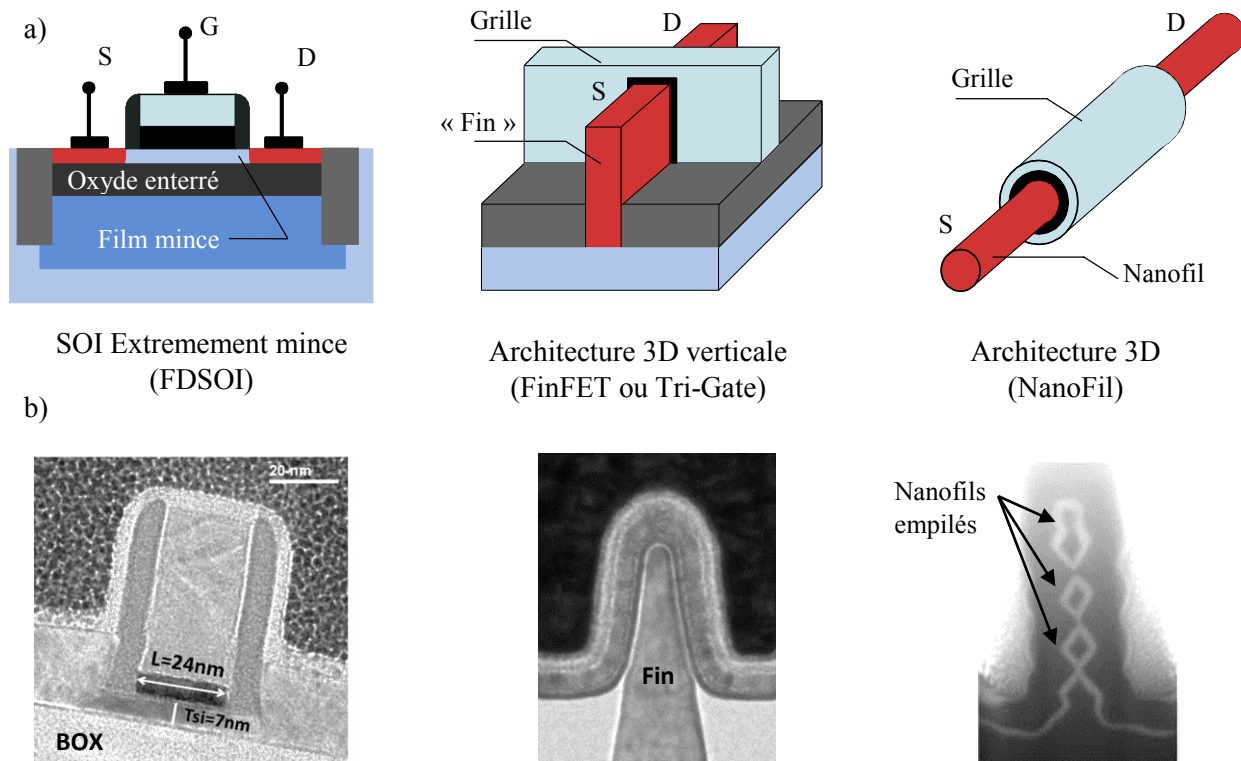 a)
S
G
D
Oxyde enterré
Film mince
SOI Extremement mince
(FDSOI)
Grille
D
S
« Fin »
Architecture 3D verticale
(FinFET ou Tri-Gate)
D
Grille
S
Nanofil
Architecture 3D
(NanoFil)
b)
20 nm
L=24nm
Tsi=7nm
BOX
Fin
Nanofils
empilés